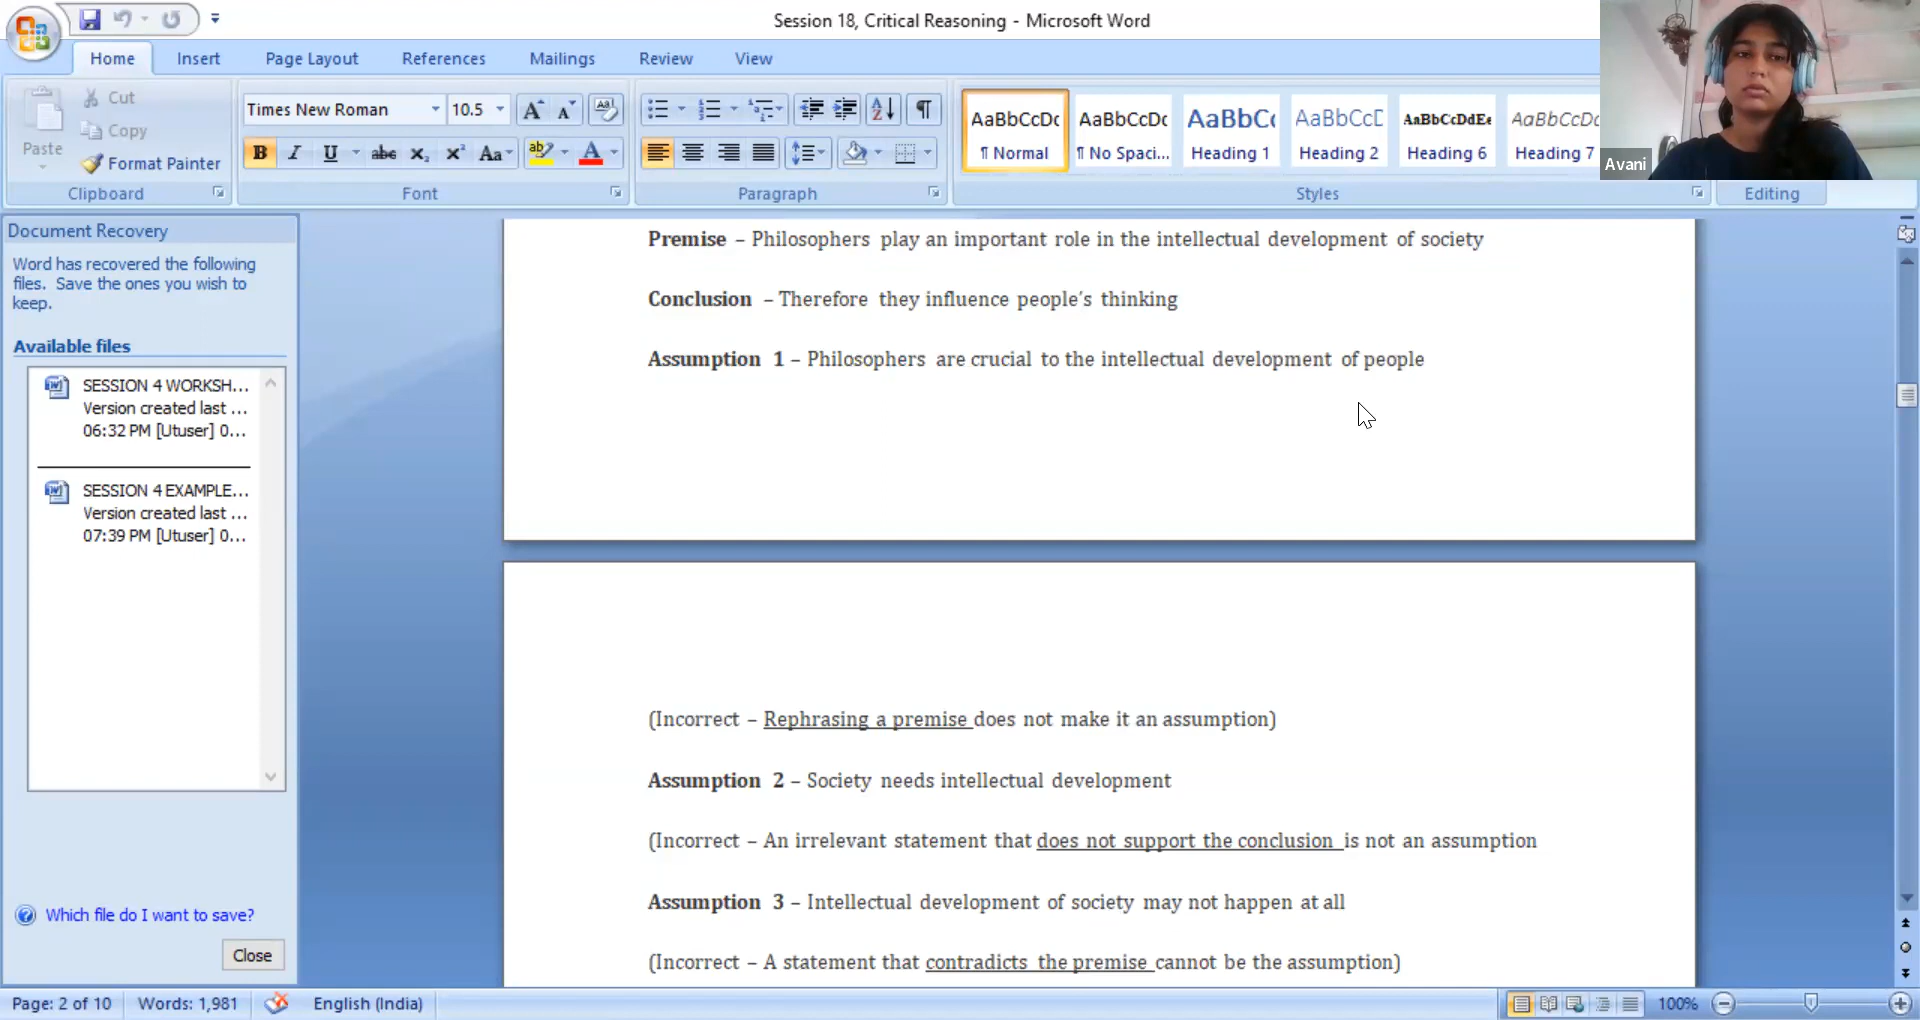 Session 18, Critical Reasoning - Microsoft Word
Home Insert Page Layout References Mailings Review View
Paste
Cut
Copy
Format Painter
Clipboard
Times New Roman 10.5
B I U abc x₂ x² Aa
Font
Paragraph
AaBbCcDc AaBbCcDc AaBbC AaBbCcD AaBbCcDdEe AaBbCcDc
¶ Normal ¶ No Spaci... Heading 1 Heading 2 Heading 6 Heading 7
Styles
Editing
Avani
Document Recovery
Word has recovered the following
files. Save the ones you wish to
keep.
Available files
SESSION 4 WORKSH...
Version created last ...
06:32 PM [Utuser] 0...
SESSION 4 EXAMPLE...
Version created last ...
07:39 PM [Utuser] 0...
Which file do I want to save?
Close
Premise – Philosophers play an important role in the intellectual development of society
Conclusion – Therefore they influence people's thinking
Assumption 1 – Philosophers are crucial to the intellectual development of people
(Incorrect – Rephrasing a premise does not make it an assumption)
Assumption 2 – Society needs intellectual development
(Incorrect – An irrelevant statement that does not support the conclusion is not an assumption
Assumption 3 – Intellectual development of society may not happen at all
(Incorrect – A statement that contradicts the premise cannot be the assumption)
Page: 2 of 10 Words: 1,981 English (India) 100%